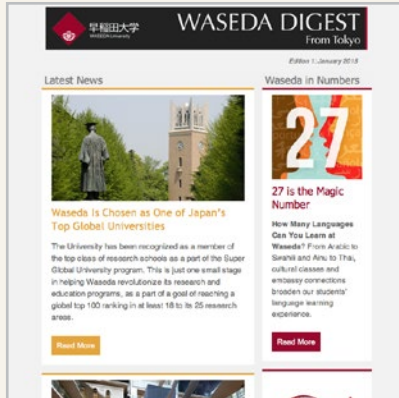 早稲田大学
WASEDA University
WASEDA DIGEST
From Tokyo
Edition 1, January 2015
Latest News
Waseda is Chosen as One of Japan's
Top Global Universities
The University has been recognized as a member of
the top class of research schools as a part of the Super
Global University program. This is just one small stage
in helping Waseda revolutionize its research and
education programs, as a part of a goal of reaching a
global top 100 ranking in at least 18 to its 25 research
areas.
Read More
Waseda in Numbers
27
27 is the Magic
Number
How Many Languages
Can You Learn at
Waseda? From Arabic to
Swahili and Ainu to Thai,
cultural classes and
embassy connections
broaden our students'
language learning
experience.
Read More